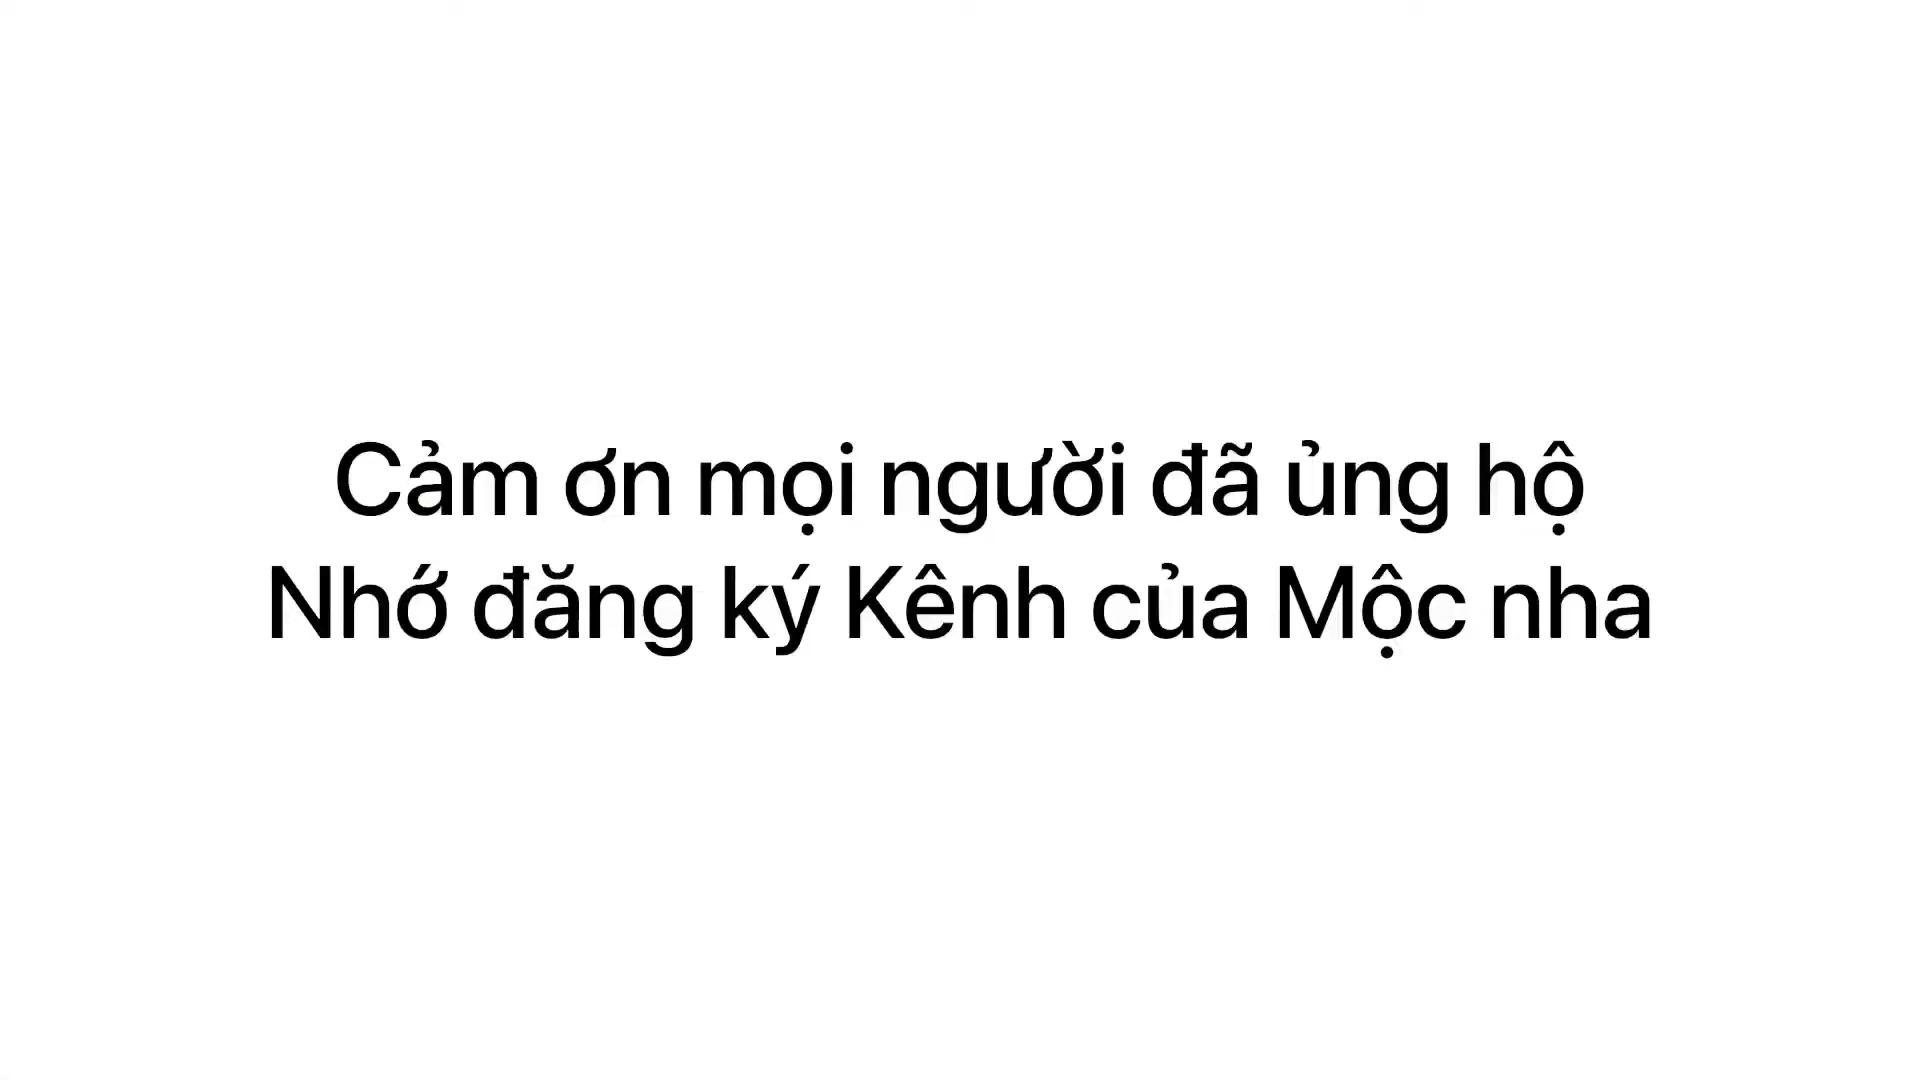 Cảm ơn mọi người đã ủng hộ
Nhớ đăng ký Kênh của Mộc nha